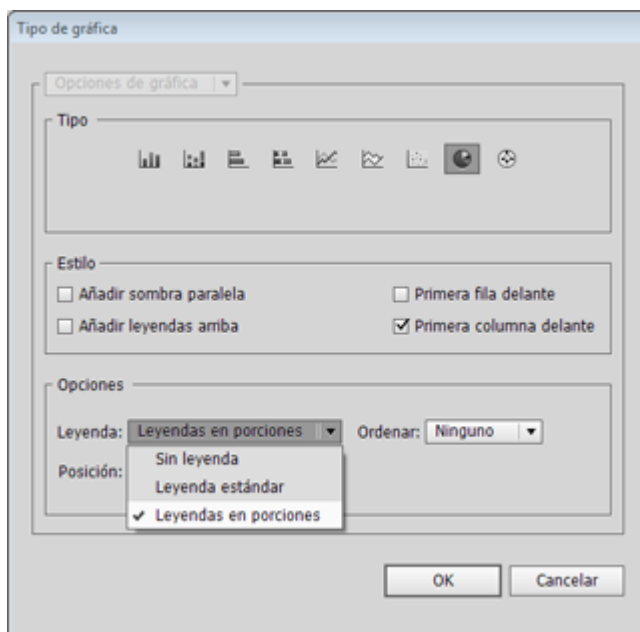 Tipo de gráfica
Opciones de gráfica
Tipo
Estilo
Añadir sombra paralela
Primera fila delante
Añadir leyendas arriba
Primera columna delante
Opciones
Leyenda: Leyendas en porciones Ordenar: Ninguno
Sin leyenda
Posición:
Leyenda estándar
Leyendas en porciones
OK Cancelar